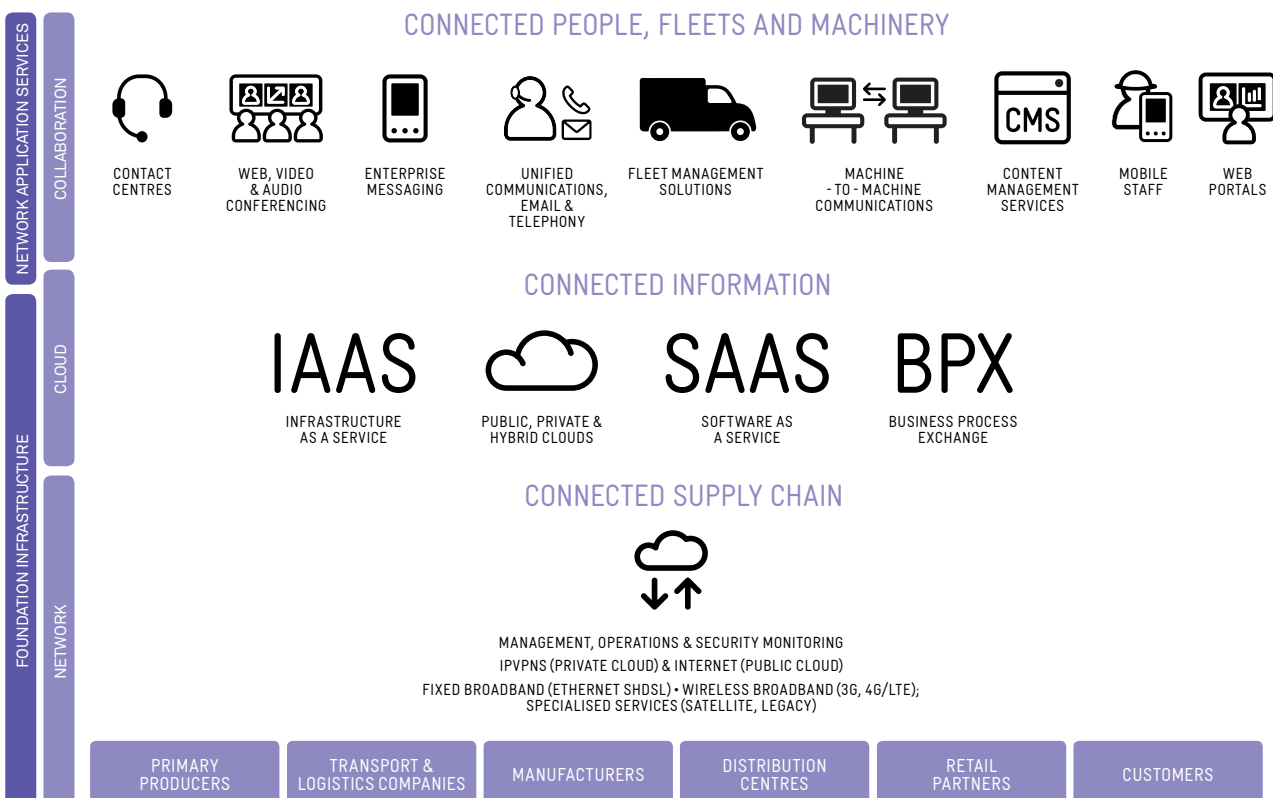 NETWORK APPLICATION SERVICES
FOUNDATION INFRASTRUCTURE
COLLABORATION
CLOUD
NETWORK
CONNECTED PEOPLE, FLEETS AND MACHINERY
CMS
CONTACT
CENTRES
WEB, VIDEO
& AUDIO
CONFERENCING
ENTERPRISE
MESSAGING
UNIFIED
COMMUNICATIONS,
EMAIL &
TELEPHONY
FLEET MANAGEMENT
SOLUTIONS
MACHINE
- TO - MACHINE
COMMUNICATIONS
CONTENT
MANAGEMENT
SERVICES
MOBILE
STAFF
WEB
PORTALS
CONNECTED INFORMATION
IAAS
INFRASTRUCTURE
AS A SERVICE
PUBLIC, PRIVATE &
HYBRID CLOUDS
SAAS
SOFTWARE AS
A SERVICE
BPX
BUSINESS PROCESS
EXCHANGE
CONNECTED SUPPLY CHAIN
MANAGEMENT, OPERATIONS & SECURITY MONITORING
IPVPNS (PRIVATE CLOUD) & INTERNET (PUBLIC CLOUD)
FIXED BROADBAND (ETHERNET SHDSL) • WIRELESS BROADBAND (3G, 4G/LTE);
SPECIALISED SERVICES (SATELLITE, LEGACY)
PRIMARY
PRODUCERS
TRANSPORT &
LOGISTICS COMPANIES
MANUFACTURERS
DISTRIBUTION
CENTRES
RETAIL
PARTNERS
CUSTOMERS